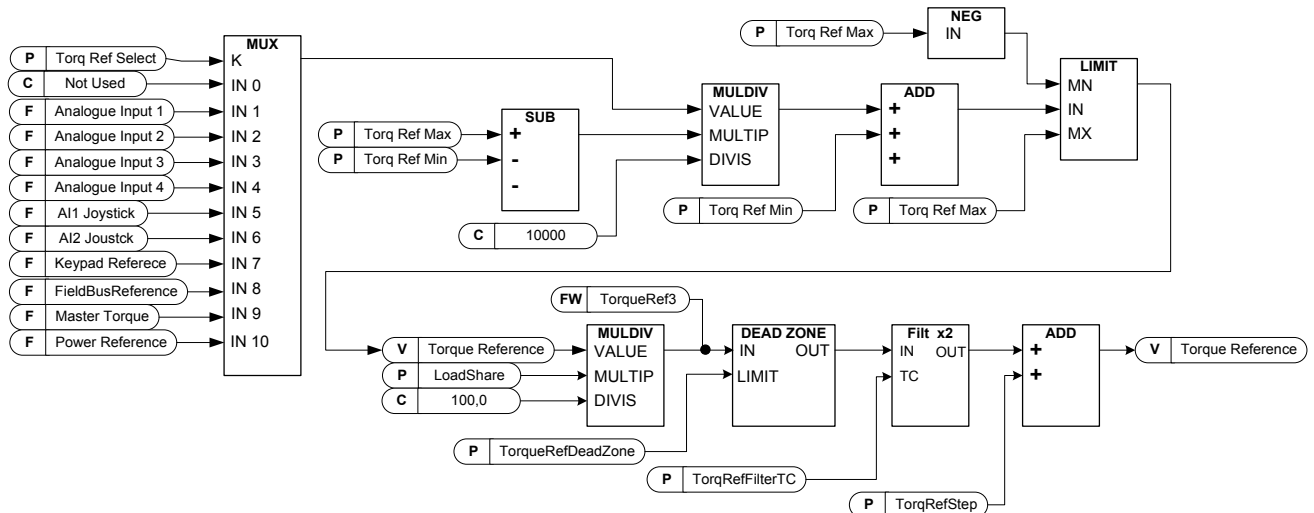 MUX
P Torq Ref Select K
C Not Used IN 0
F Analogue Input 1 IN 1
F Analogue Input 2 IN 2
F Analogue Input 3 IN 3
F Analogue Input 4 IN 4
F AI1 Joystick IN 5
F AI2 Joustck IN 6
F Keypad Referece IN 7
F FieldBusReference IN 8
F Master Torque IN 9
F Power Reference IN 10
SUB
P Torq Ref Max +
P Torq Ref Min -
-
C 10000
MULDIV
VALUE
MULTIP
DIVIS
ADD
+
+
+
P Torq Ref Min
P Torq Ref Max
NEG
P Torq Ref Max IN
LIMIT
MN
IN
MX
FW TorqueRef3
MULDIV
V Torque Reference VALUE
P LoadShare MULTIP
C 100,0 DIVIS
DEAD ZONE
IN OUT
LIMIT
P TorqueRefDeadZone
Filt x2
IN OUT
TC
P TorqRefFilterTC
ADD
+
+
P TorqRefStep
V Torque Reference